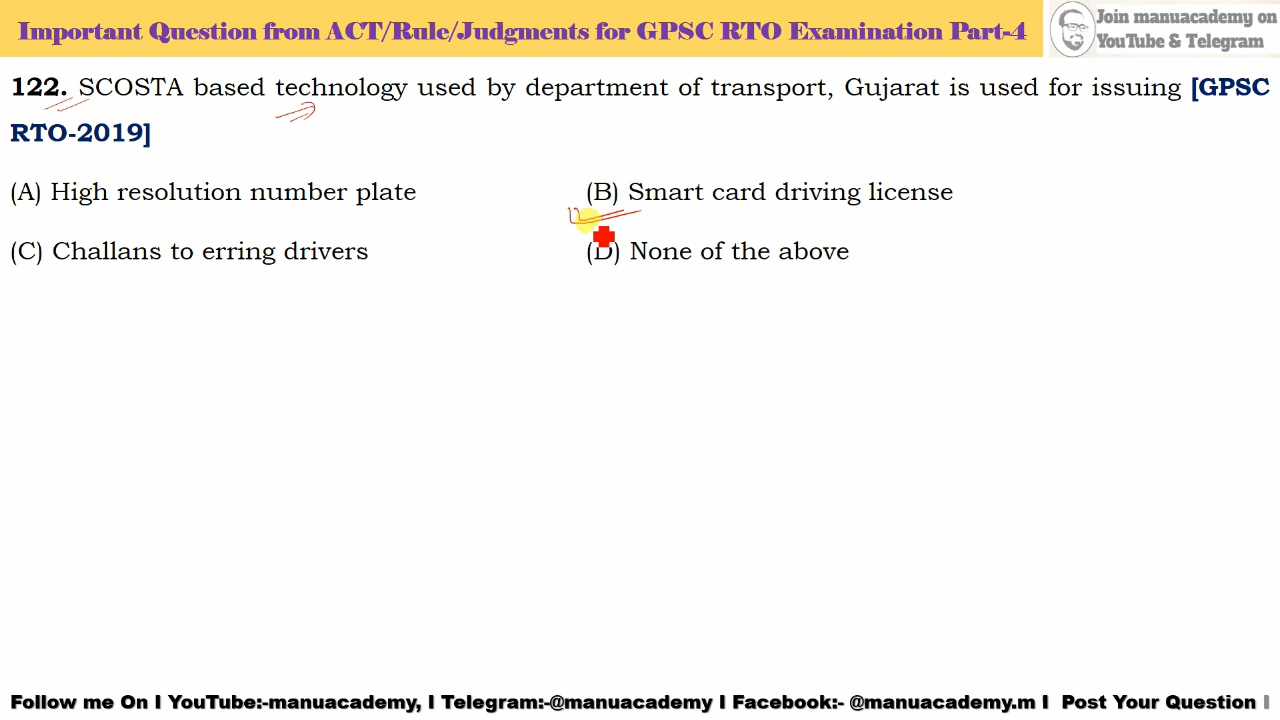 Important Question from ACT/Rule/Judgments for GPSC RTO Examination Part-4
Join manuacademy on
YouTube & Telegram
122. SCOSTA based technology used by department of transport, Gujarat is used for issuing [GPSC
RTO-2019]
(A) High resolution number plate
(B) Smart card driving license
(C) Challans to erring drivers
(D) None of the above
Follow me On I YouTube:-manuacademy, I Telegram:-@manuacademy I Facebook:- @manuacademy.m I Post Your Question I